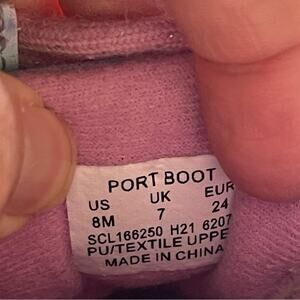 PORT BOOT
US UK EUR
8M 7 24
SCL166250 H21 6207
PU/TEXTILE UPPE
MADE IN CHINA